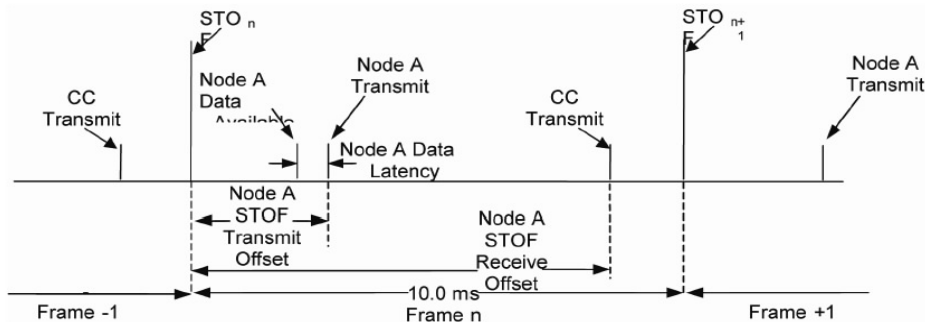 STO n
F
STO n+
F 1
Node A
Data
Available
Node A
Transmit
CC
Transmit
CC
Transmit
Node A
Transmit
Node A Data
Latency
Node A
STOF
Transmit
Offset
Node A
STOF
Receive
Offset
10.0 ms
Frame -1
Frame n
Frame +1